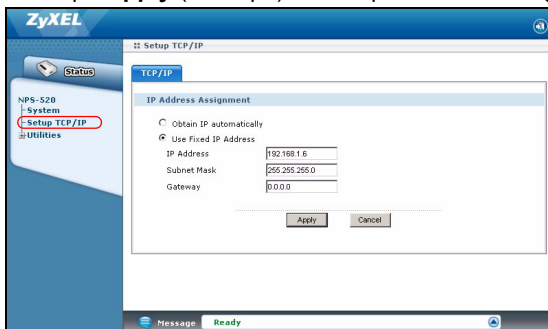 Apply
ZyXEL
Status
NPS-520
System
Setup TCP/IP
Utilities
Setup TCP/IP
TCP/IP
IP Address Assignment
Obtain IP automatically
Use Fixed IP Address
IP Address 192.168.1.6
Subnet Mask 255.255.255.0
Gateway 0.0.0.0
Apply Cancel
Message Ready